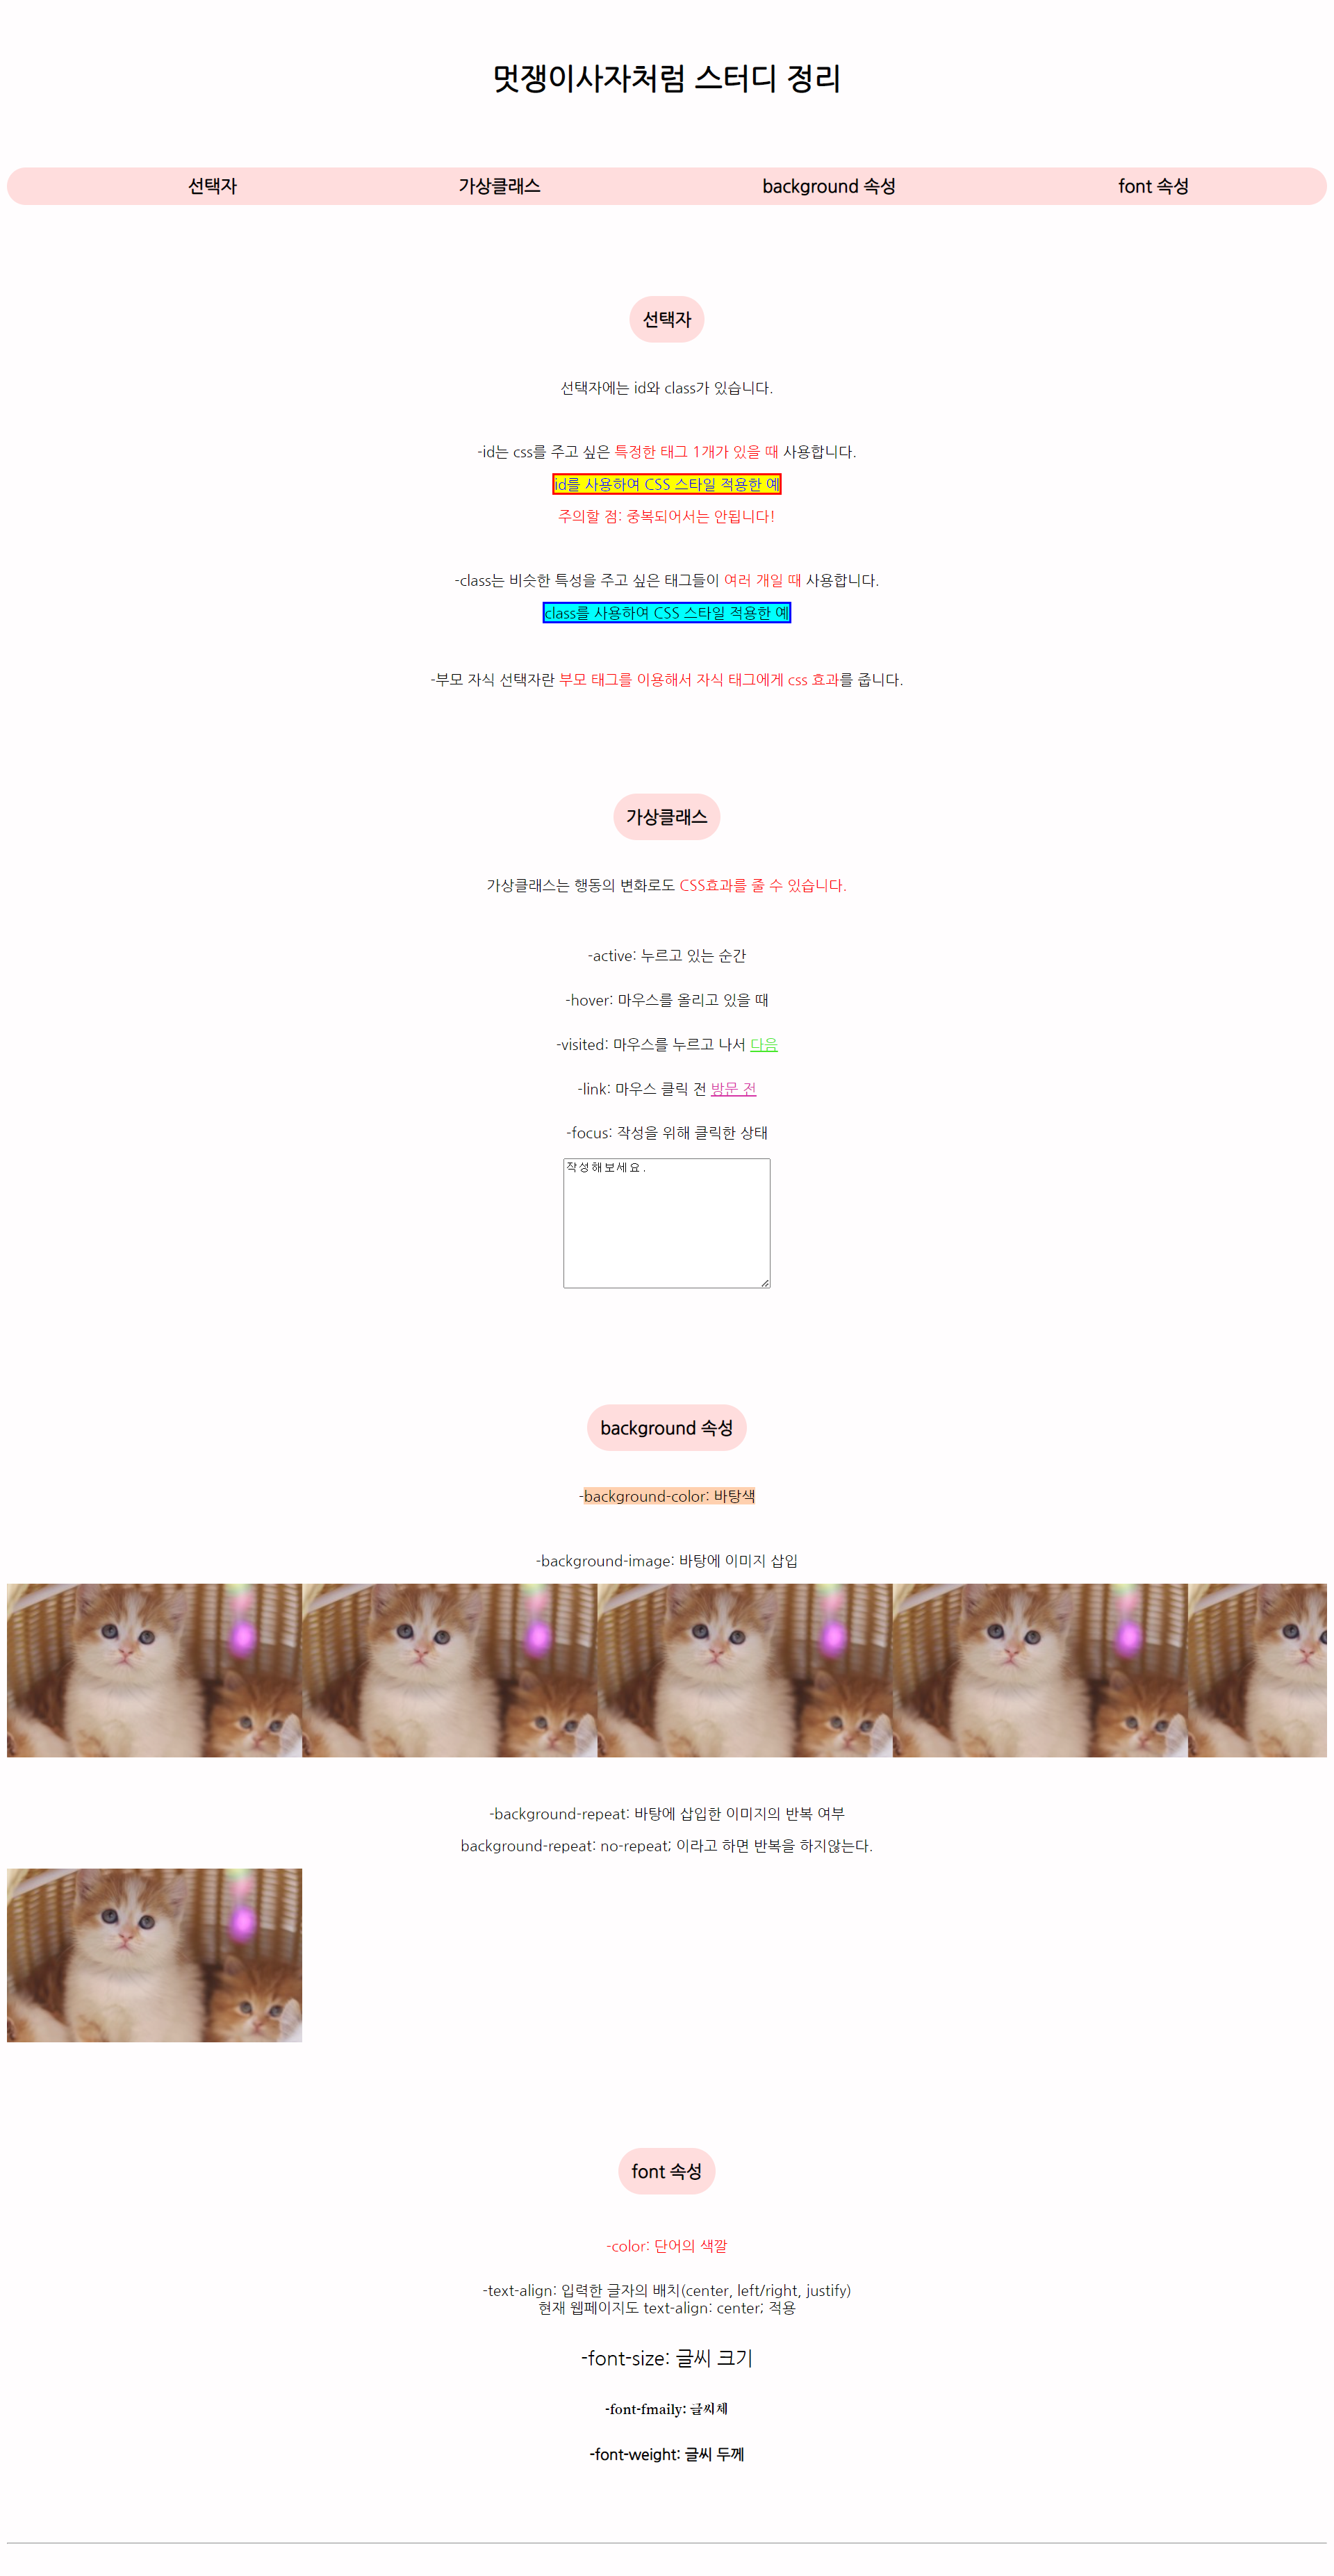 멋쟁이사자처럼 스터디 정리
선택자 가상클래스 background 속성 font 속성
선택자
선택자에는 id와 class가 있습니다.
-id는 css를 주고 싶은 특정한 태그 1개가 있을 때 사용합니다.
id를 사용하여 CSS 스타일 적용한 예
주의할 점: 중복되어서는 안됩니다!
-class는 비슷한 특성을 주고 싶은 태그들이 여러 개일 때 사용합니다.
class를 사용하여 CSS 스타일 적용한 예
-부모 자식 선택자란 부모 태그를 이용해서 자식 태그에게 css 효과를 줍니다.
가상클래스
가상클래스는 행동의 변화로도 CSS효과를 줄 수 있습니다.
-active: 누르고 있는 순간
-hover: 마우스를 올리고 있을 때
-visited: 마우스를 누르고 나서 다음
-link: 마우스 클릭 전 방문 전
-focus: 작성을 위해 클릭한 상태
작성해보세요.
background 속성
-background-color: 바탕색
-background-image: 바탕에 이미지 삽입
-background-repeat: 바탕에 삽입한 이미지의 반복 여부
background-repeat: no-repeat; 이라고 하면 반복을 하지않는다.
font 속성
-color: 단어의 색깔
-text-align: 입력한 글자의 배치(center, left/right, justify)
현재 웹페이지도 text-align: center; 적용
-font-size: 글씨 크기
-font-fmaily: 글씨체
-font-weight: 글씨 두께